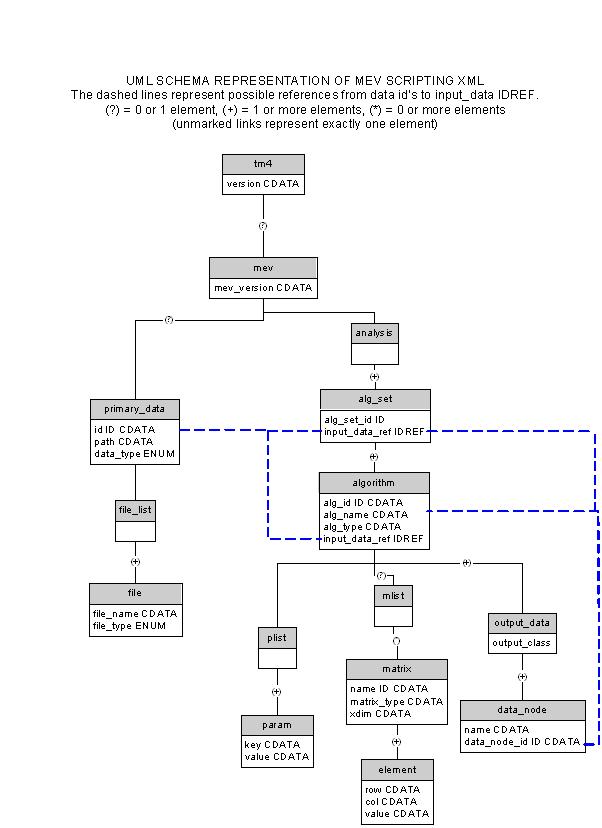 UML SCHEMA REPRESENTATION OF MEV SCRIPTING XML
The dashed lines represent possible references from data id's to input_data IDREF.
(?) = 0 or 1 element, (+) = 1 or more elements, (*) = 0 or more elements
(unmarked links represent exactly one element)
tm4
version CDATA
(?)
mev
mev_version CDATA
(?)
analysis
(+)
primary_data
id ID CDATA
path CDATA
data_type ENUM
alg_set
alg_set_id ID
input_data_ref IDREF
(+)
algorithm
alg_id ID CDATA
alg_name CDATA
alg_type CDATA
input_data_ref IDREF
file_list
(+)
file
file_name CDATA
file_type ENUM
(?)
(+)
mlist
plist
(*)
output_data
output_class
matrix
name ID CDATA
matrix_type CDATA
xdim CDATA
(+)
(+)
param
key CDATA
value CDATA
data_node
name CDATA
data_node_id ID CDATA
(+)
element
row CDATA
col CDATA
value CDATA